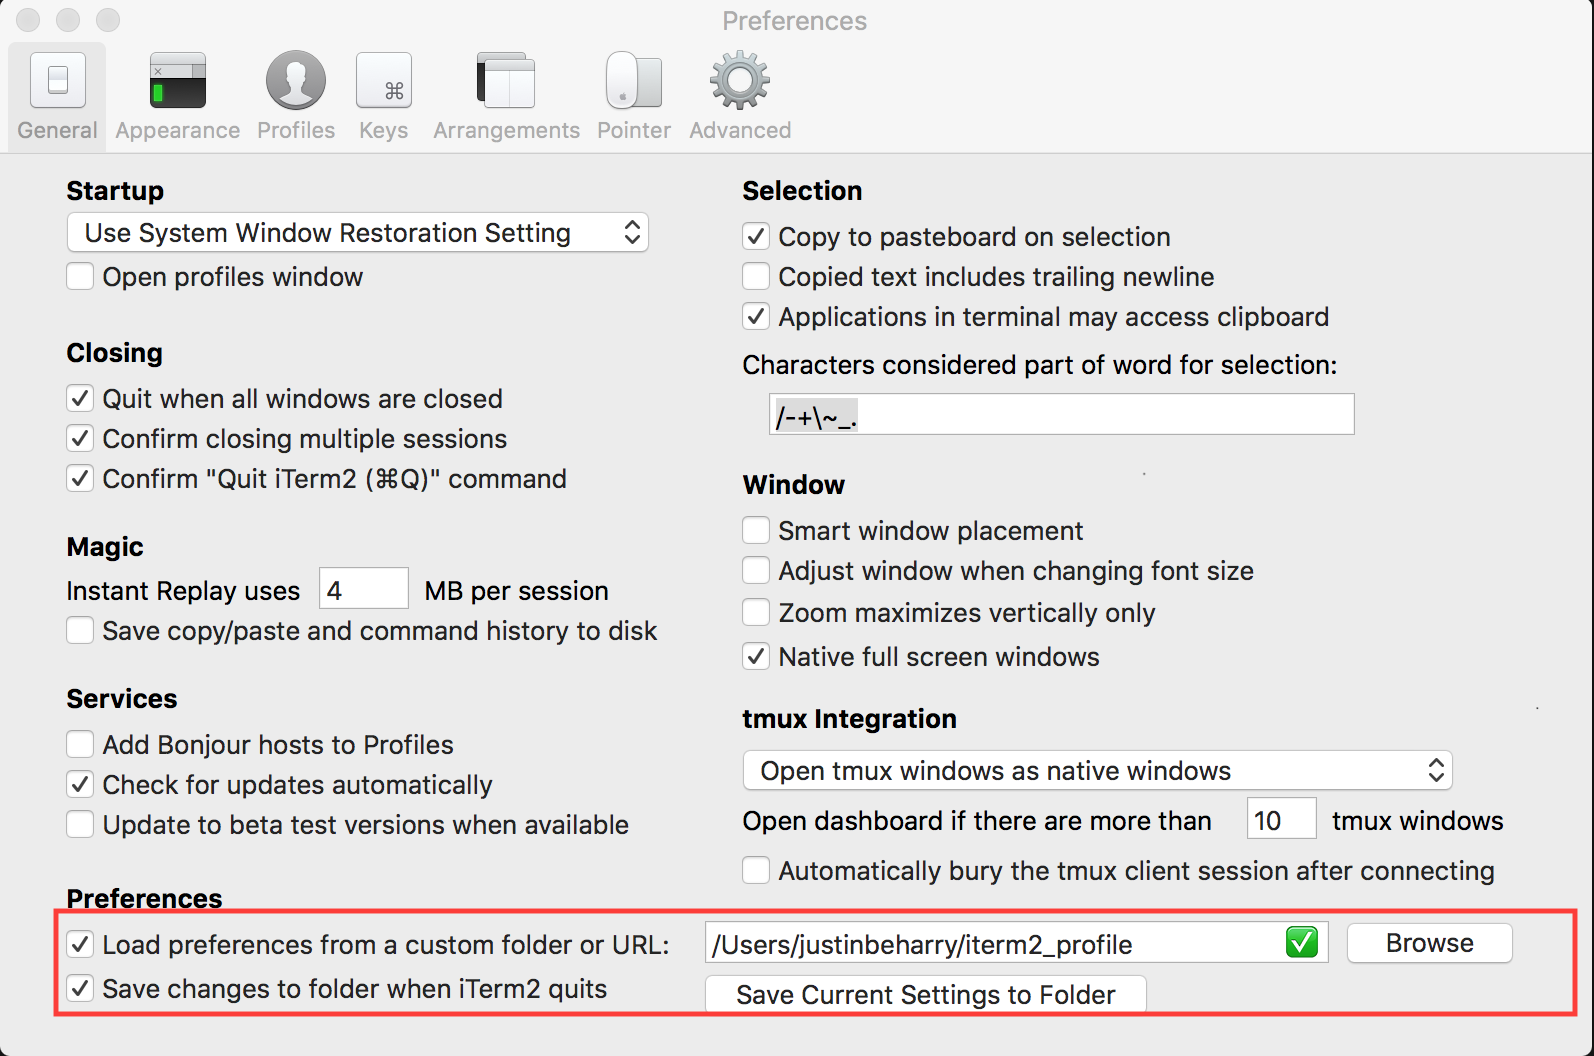 Preferences
General
Appearance
Profiles
Keys
Arrangements
Pointer
Advanced
Startup
Use System Window Restoration Setting
Open profiles window
Closing
Quit when all windows are closed
Confirm closing multiple sessions
Confirm "Quit iTerm2 (⌘Q)" command
Magic
Instant Replay uses 4 MB per session
Save copy/paste and command history to disk
Services
Add Bonjour hosts to Profiles
Check for updates automatically
Update to beta test versions when available
Selection
Copy to pasteboard on selection
Copied text includes trailing newline
Applications in terminal may access clipboard
Characters considered part of word for selection:
/-+\~_.
Window
Smart window placement
Adjust window when changing font size
Zoom maximizes vertically only
Native full screen windows
tmux Integration
Open tmux windows as native windows
Open dashboard if there are more than 10 tmux windows
Automatically bury the tmux client session after connecting
Preferences
Load preferences from a custom folder or URL: /Users/justinbeharry/iterm2_profile Browse
Save changes to folder when iTerm2 quits Save Current Settings to Folder